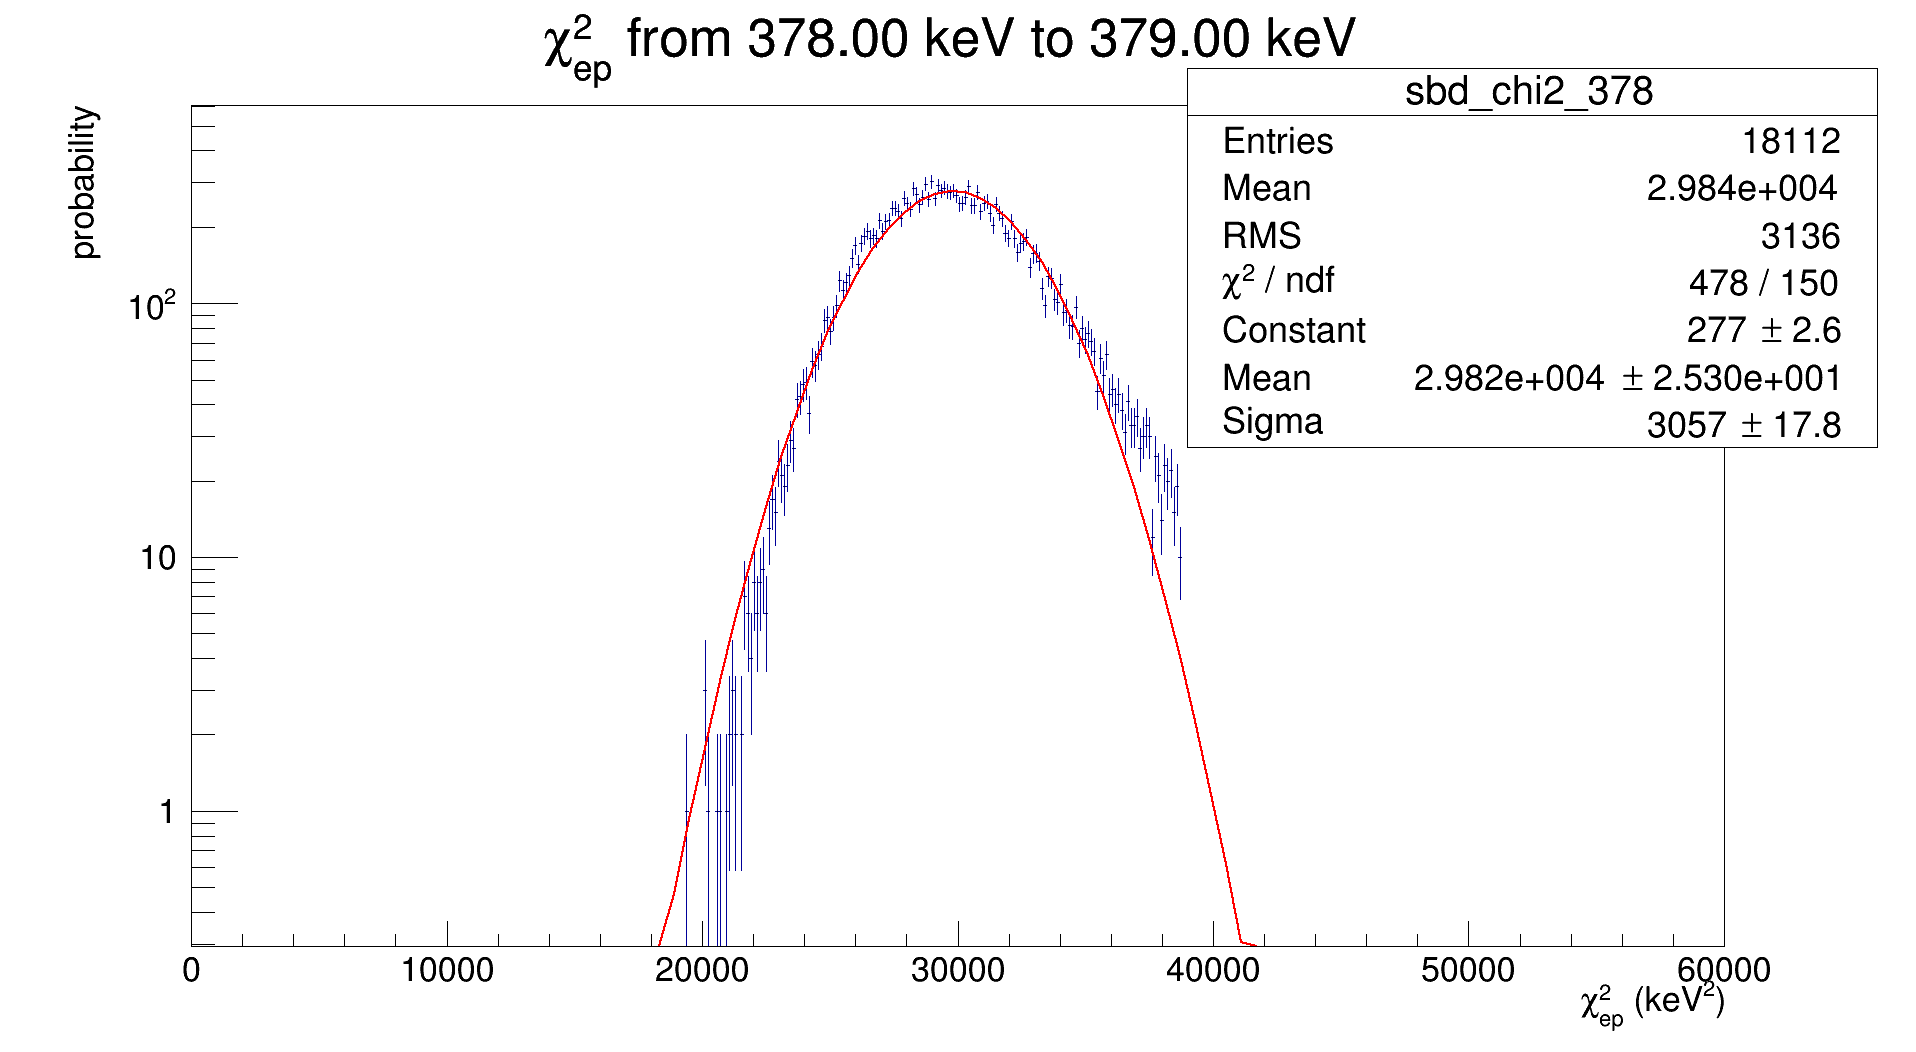 χ²ep from 378.00 keV to 379.00 keV
probability
sbd_chi2_378
Entries 18112
Mean 2.984e+004
RMS 3136
χ² / ndf 478 / 150
Constant 277 ± 2.6
Mean 2.982e+004 ± 2.530e+001
Sigma 3057 ± 17.8
10²
10
1
0 10000 20000 30000 40000 50000 60000
χ²ep (keV²)